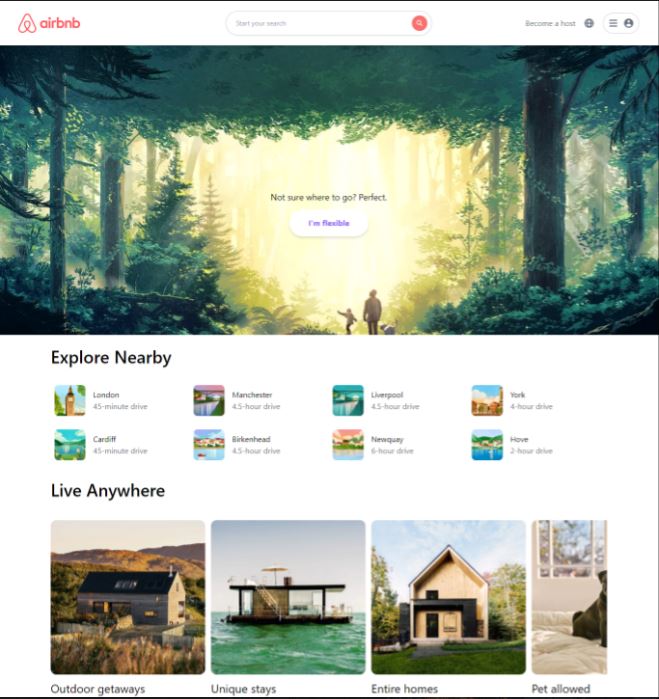 airbnb
Start your search
Become a host
Not sure where to go? Perfect.
I'm flexible
Explore Nearby
London
45-minute drive
Manchester
4.5-hour drive
Liverpool
4.5-hour drive
York
4-hour drive
Cardiff
45-minute drive
Birkenhead
4.5-hour drive
Newquay
6-hour drive
Hove
2-hour drive
Live Anywhere
Outdoor getaways
Unique stays
Entire homes
Pet allowed